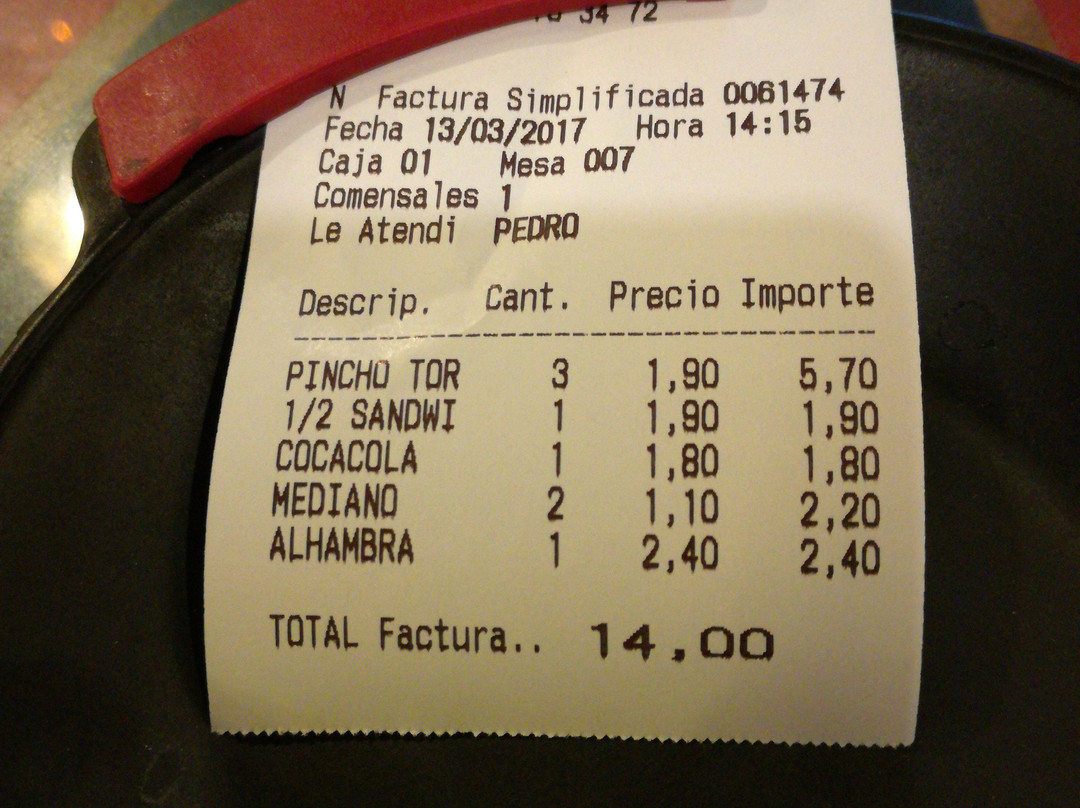 34 72
N Factura Simplificada 0061474
Fecha 13/03/2017 Hora 14:15
Caja 01 Mesa 007
Comensales 1
Le Atendi PEDRO
Descrip. Cant. Precio Importe
PINCHO TOR 3 1,90 5,70
1/2 SANDWI 1 1,90 1,90
COCACOLA 1 1,80 1,80
MEDIANO 2 1,10 2,20
ALHAMBRA 1 2,40 2,40
TOTAL Factura.. 14,00